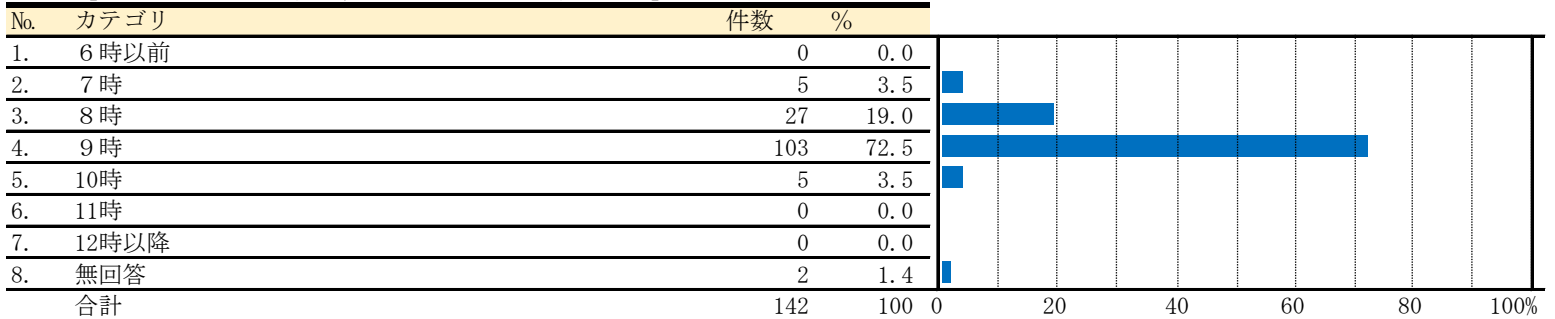 № カテゴリ 件数 %
1. 6時以前 0 0.0
2. 7時 5 3.5
3. 8時 27 19.0
4. 9時 103 72.5
5. 10時 5 3.5
6. 11時 0 0.0
7. 12時以降 0 0.0
8. 無回答 2 1.4
合計 142 100 0 20 40 60 80 100%